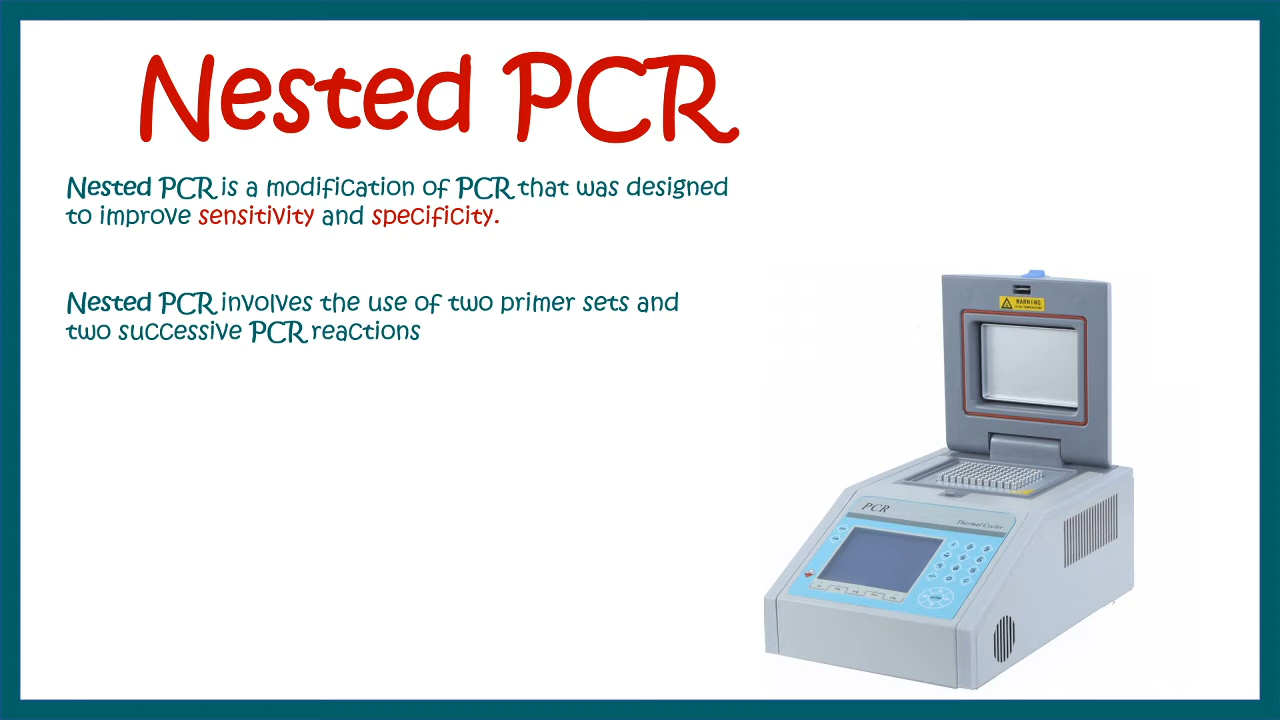 Nested PCR
Nested PCR is a modification of PCR that was designed
to improve sensitivity and specificity.
Nested PCR involves the use of two primer sets and
two successive PCR reactions
WARNING
PCR
Thermal Cycler